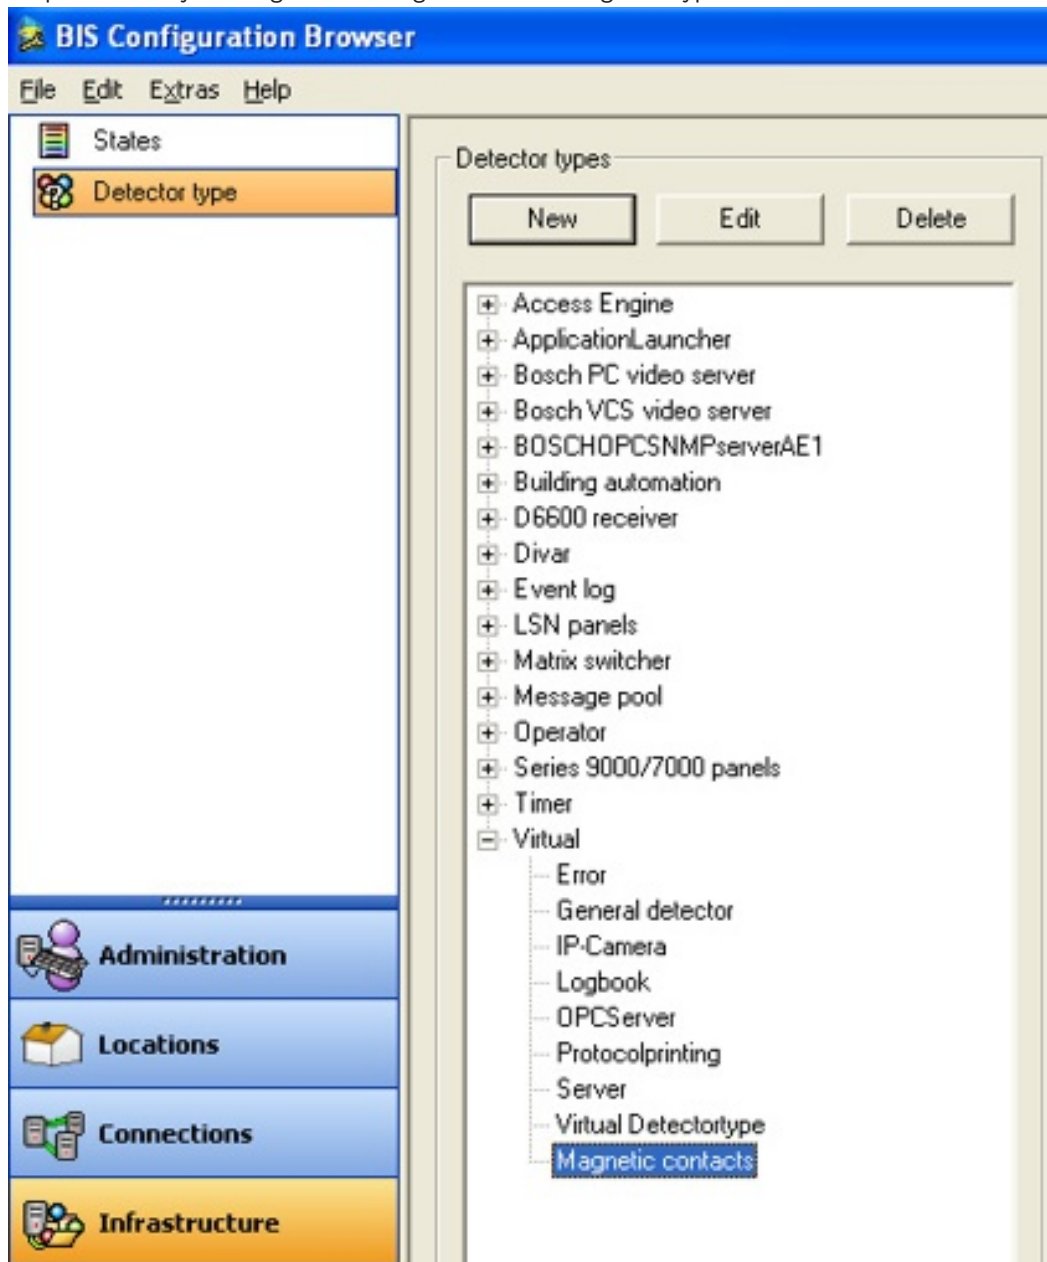 BIS Configuration Browser
File Edit Extras Help
States
Detector type
Detector types
New Edit Delete
Access Engine
ApplicationLauncher
Bosch PC video server
Bosch VCS video server
BOSCHOPCSNMPserverAE1
Building automation
D6600 receiver
Divar
Event log
LSN panels
Matrix switcher
Message pool
Operator
Series 9000/7000 panels
Timer
Virtual
Error
General detector
IP-Camera
Logbook
OPCServer
Protocolprinting
Server
Virtual Detectortype
Magnetic contacts
Administration
Locations
Connections
Infrastructure